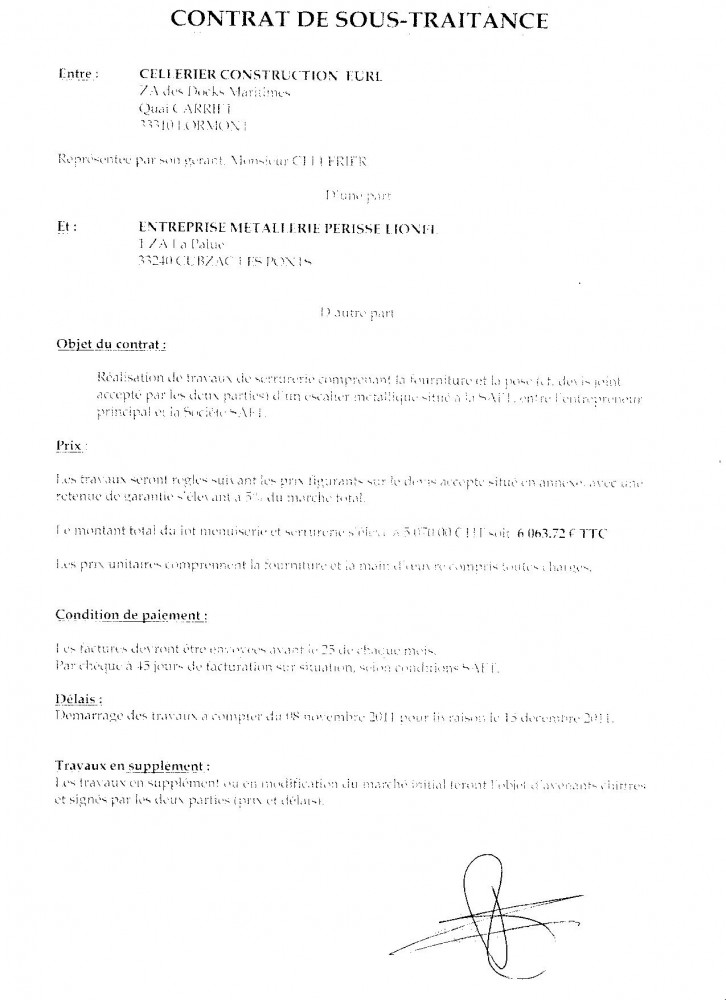 CONTRAT DE SOUS-TRAITANCE
Entre : CELLERIER CONSTRUCTION EURL
ZA des Docks Maritimes
Quai CARRIET
33310 LORMONT
Représentée par son gérant, Monsieur CELLERIER
D'une part
Et : ENTREPRISE METALLERIE PERISSE LIONEL
1 ZA La Palue
33240 CUBZAC LES PONTS
D'autre part
Objet du contrat :
Réalisation de travaux de serrurerie comprenant la fourniture et la pose (cf. devis joint
accepté par les deux parties) d'un escalier métallique situé à la entre l'entrepreneur
principal et la Société
Prix :
Les travaux seront réglés suivant les prix figurants sur le devis accepté situé en annexe, avec une
retenue de garantie s'élevant à 5% du marché total.
Le montant total du lot menuiserie et serrurerie s'élève à 5 070.00 € HT soit 6 063.72 € TTC
Les prix unitaires comprennent la fourniture et la main d'œuvre compris toutes charges.
Condition de paiement :
Les factures devront être envoyées avant le 25 de chaque mois.
Par chèque à 45 jours de facturation sur situation, selon conditions
Délais :
Démarrage des travaux à compter du 08 novembre 2011 pour livraison le 15 décembre 2011.
Travaux en supplément :
Les travaux en supplément ou en modification du marché initial feront l'objet d'avenants chiffrés
et signés par les deux parties (prix et délais).